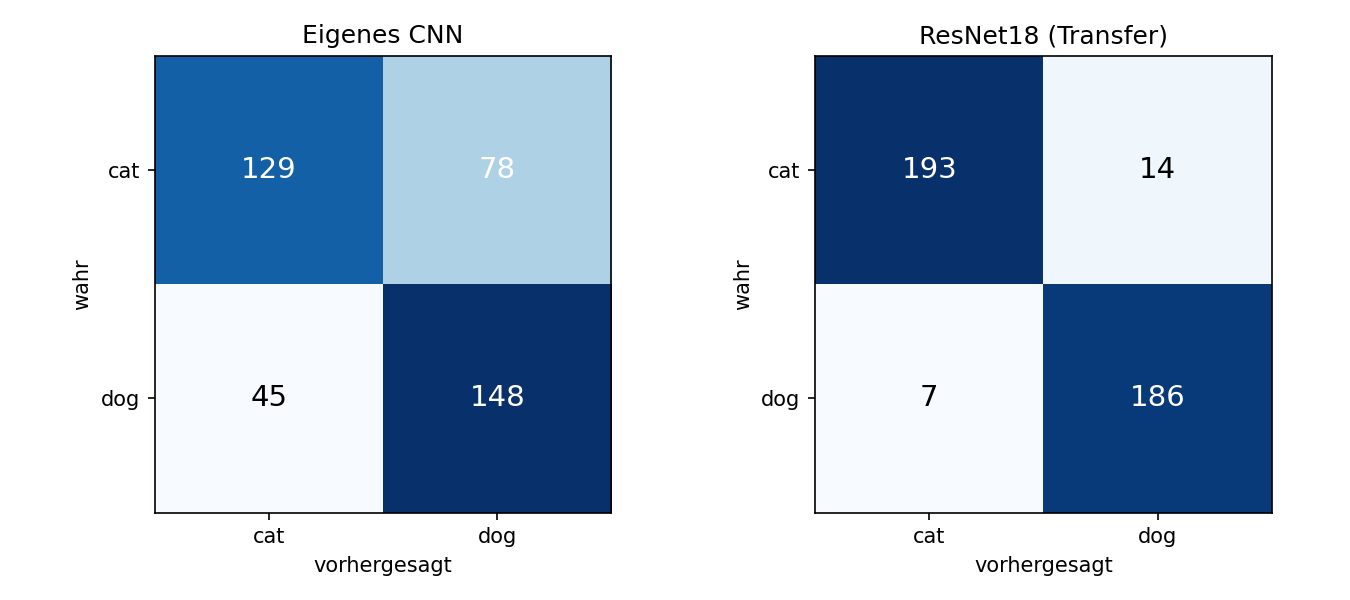 Eigenes CNN
cat 129 78
wahr
dog 45 148
cat dog
vorhergesagt
ResNet18 (Transfer)
cat 193 14
wahr
dog 7 186
cat dog
vorhergesagt